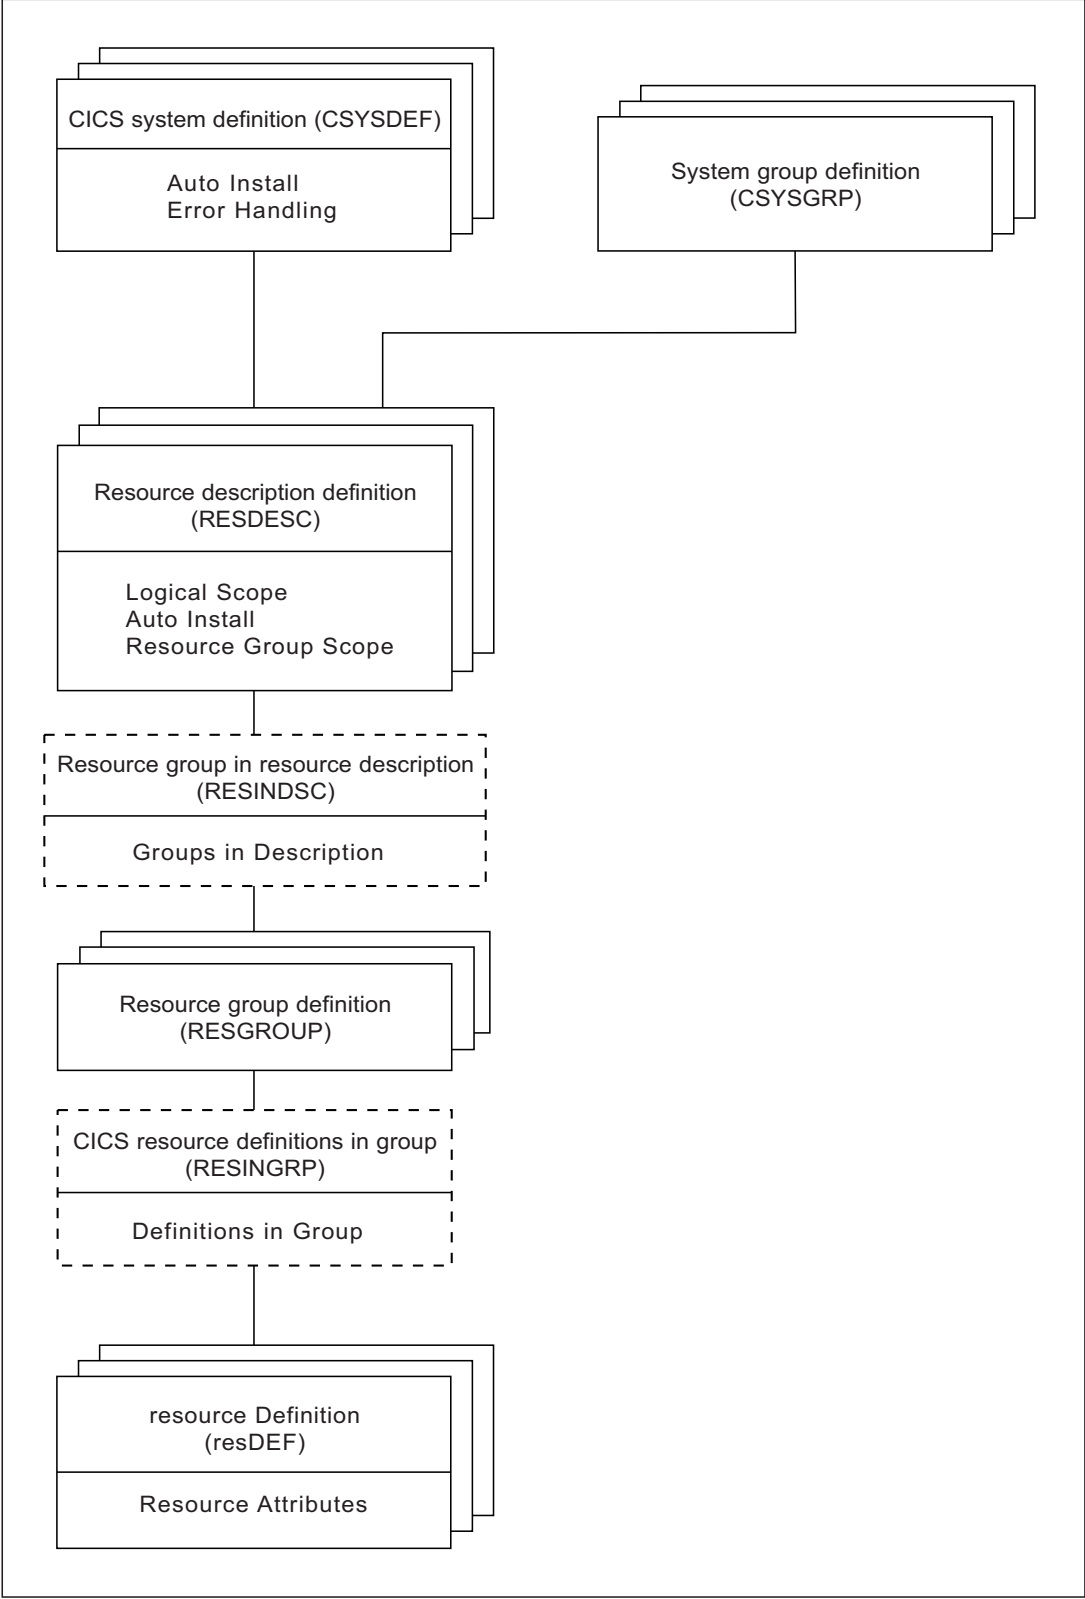 CICS system definition (CSYSDEF)
Auto Install
Error Handling
System group definition
(CSYSGRP)
Resource description definition
(RESDESC)
Logical Scope
Auto Install
Resource Group Scope
Resource group in resource description
(RESINDSC)
Groups in Description
Resource group definition
(RESGROUP)
CICS resource definitions in group
(RESINGRP)
Definitions in Group
resource Definition
(resDEF)
Resource Attributes